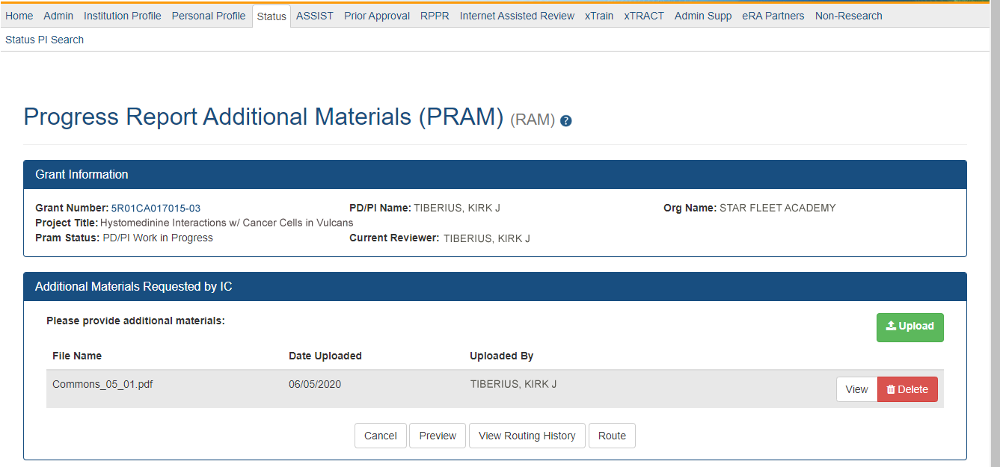 Home Admin Institution Profile Personal Profile Status ASSIST Prior Approval RPPR Internet Assisted Review xTrain xTRACT Admin Supp eRA Partners Non-Research
Status PI Search
Progress Report Additional Materials (PRAM) (RAM) ?
Grant Information
Grant Number: 5R01CA017015-03 PD/PI Name: TIBERIUS, KIRK J Org Name: STAR FLEET ACADEMY
Project Title: Hystomedinine Interactions w/ Cancer Cells in Vulcans
Pram Status: PD/PI Work in Progress Current Reviewer: TIBERIUS, KIRK J
Additional Materials Requested by IC
Please provide additional materials: Upload
File Name Date Uploaded Uploaded By
Commons_05_01.pdf 06/05/2020 TIBERIUS, KIRK J View Delete
Cancel Preview View Routing History Route